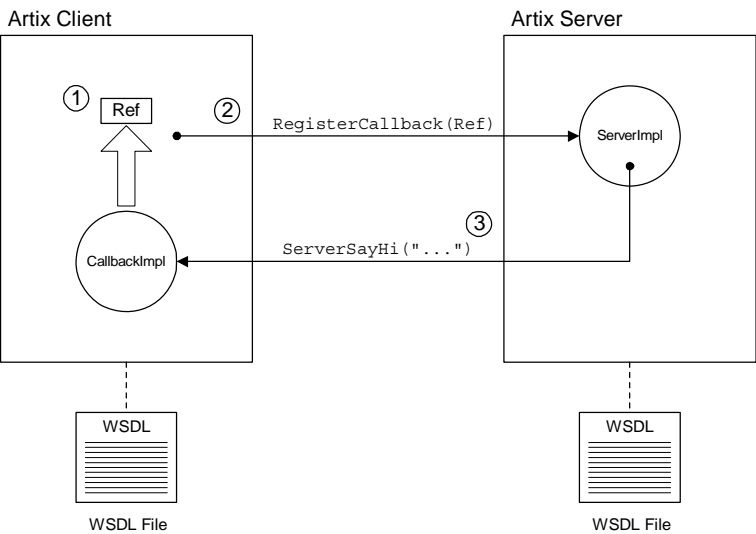 Artix Client
Artix Server
1
Ref
2
RegisterCallback(Ref)
ServerImpl
3
ServerSayHi("...")
CallbackImpl
WSDL
WSDL
WSDL File
WSDL File